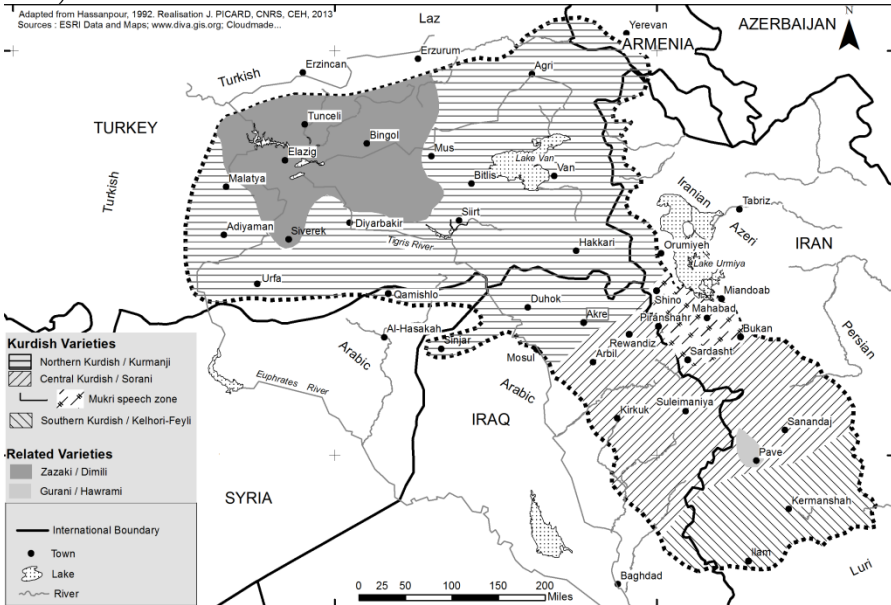 Adapted from Hassanpour, 1992. Realisation J. PICARD, CNRS, CEH, 2013
Sources : ESRI Data and Maps; www.diva.gis.org; Cloudmade...
Laz
Yerevan
AZERBAIJAN
ARMENIA
Erzurum
Erzincan
Agri
Turkish
Tunceli
TURKEY
Bingol
Mus
Elazig
Lake Van
Van
Bitlis
Malatya
Turkish
Iranian
Tabriz
Azeri
Siirt
Diyarbakir
Adiyaman
Siverek
Tigris River
Hakkari
IRAN
Orumiyeh
Lake Urmiya
Urfa
Qamishlo
Shino
Miandoab
Duhok
Mahabad
Akre
Piranshahr
Bukan
Rewandiz
Al-Hasakah
Sinjar
Persian
Mosul
Arbil
Sardasht
Arabic
Arabic
Euphrates River
IRAQ
Kirkuk
Suleimaniya
Sanandaj
Pave
SYRIA
Kermanshah
Ilam
Luri
Baghdad
Kurdish Varieties
Northern Kurdish / Kurmanji
Central Kurdish / Sorani
Mukri speech zone
Southern Kurdish / Kelhori-Feyli
Related Varieties
Zazaki / Dimili
Gurani / Hawrami
International Boundary
Town
Lake
River
0 25 50 100 150 200
Miles